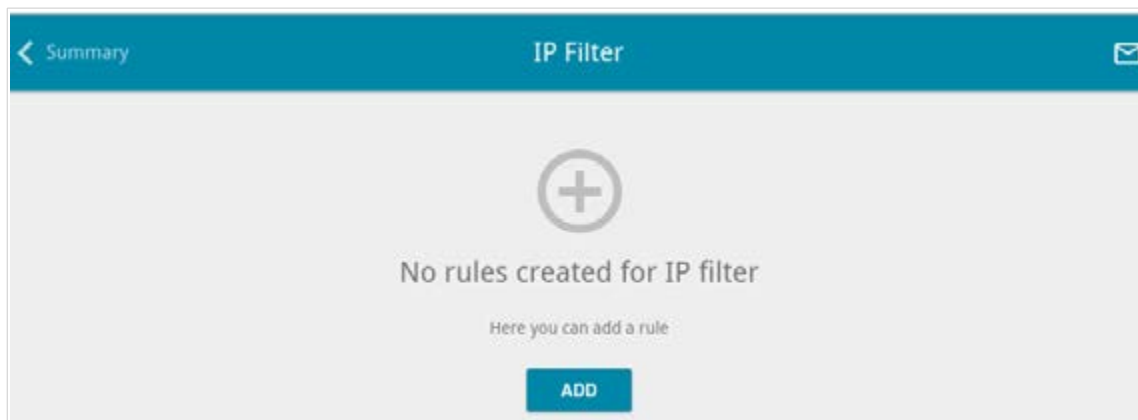 Summary
IP Filter
No rules created for IP filter
Here you can add a rule
ADD